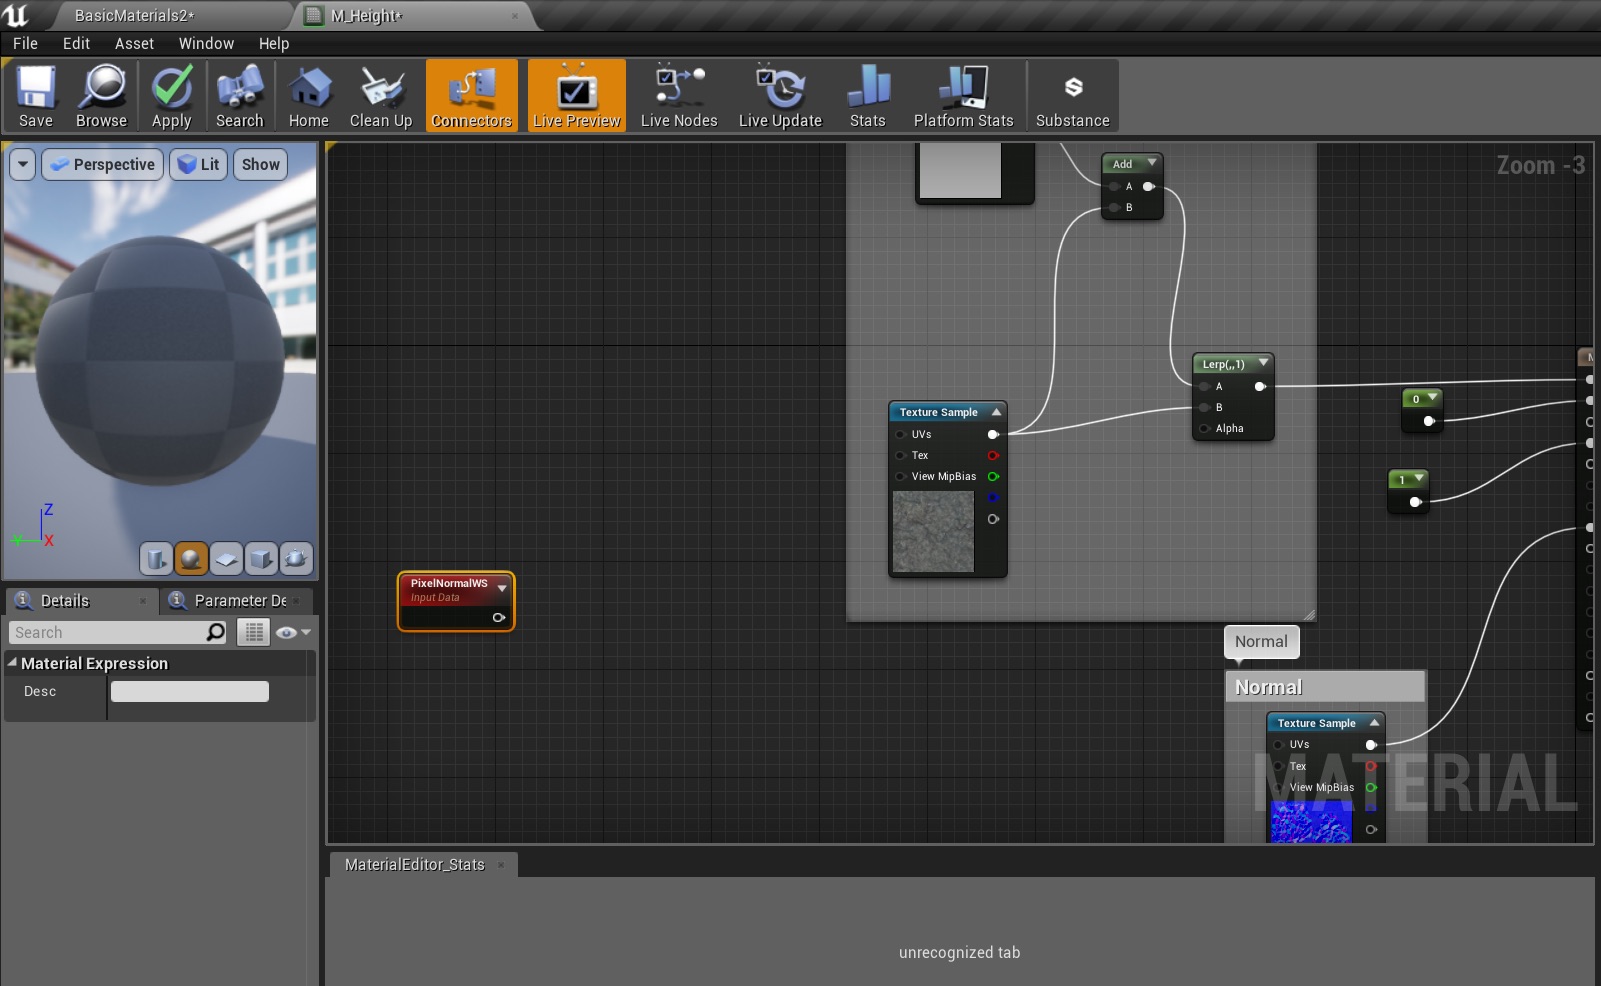 BasicMaterials2*
M_Height*
File Edit Asset Window Help
Save Browse Apply Search Home Clean Up Connectors Live Preview Live Nodes Live Update Stats Platform Stats Substance
Perspective Lit Show
Zoom -3
Add
A
B
Lerp(,,1)
A
B
Alpha
0
1
Texture Sample
UVs
Tex
View MipBias
PixelNormalWS
Input Data
Z
Y X
Details
Parameter De
Search
Material Expression
Desc
Normal
Normal
Texture Sample
UVs
Tex
View MipBias
MATERIAL
MaterialEditor_Stats
unrecognized tab